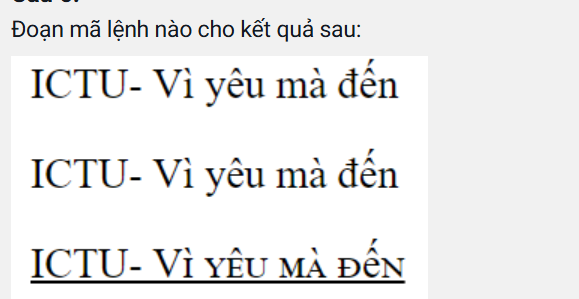 Đoạn mã lệnh nào cho kết quả sau:
ICTU- Vì yêu mà đến
ICTU- Vì yêu mà đến
ICTU- Vì YÊU MÀ ĐẾN